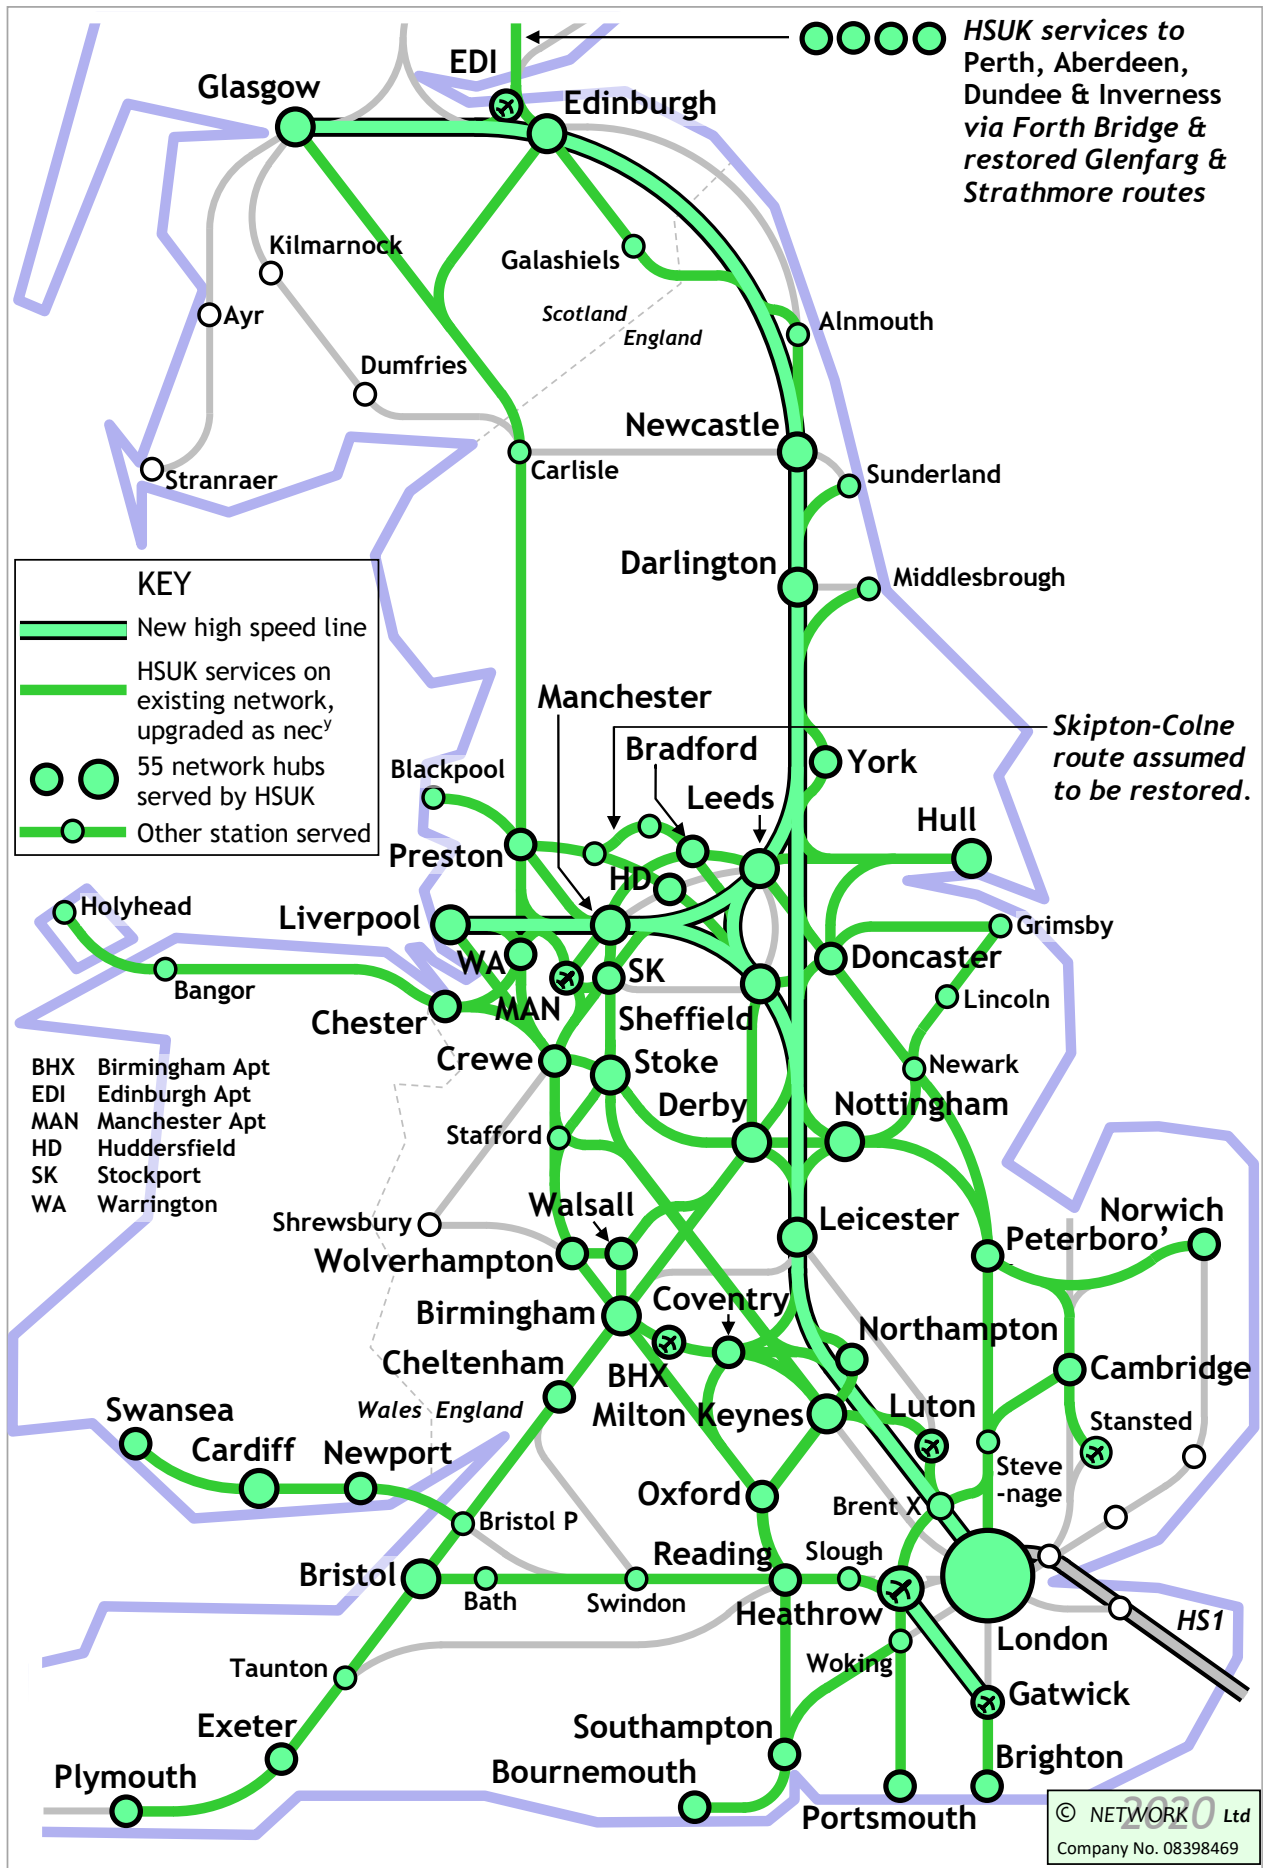 HSUK services to
Perth, Aberdeen,
Dundee & Inverness
via Forth Bridge &
restored Glenfarg &
Strathmore routes
EDI
Glasgow
Edinburgh
Kilmarnock
Galashiels
Ayr
Scotland
England
Alnmouth
Dumfries
Newcastle
Carlisle
Stranraer
Sunderland
Darlington
Middlesbrough
KEY
New high speed line
HSUK services on
existing network,
upgraded as necʸ
55 network hubs
served by HSUK
Other station served
Manchester
Skipton-Colne
route assumed
to be restored.
Bradford
York
Blackpool
Leeds
Hull
Preston
HD
Holyhead
Liverpool
Grimsby
WA
SK
Doncaster
Bangor
MAN
Lincoln
Chester
Sheffield
Crewe
Stoke
Newark
BHX Birmingham Apt
EDI Edinburgh Apt
MAN Manchester Apt
HD Huddersfield
SK Stockport
WA Warrington
Derby
Nottingham
Stafford
Walsall
Shrewsbury
Leicester
Norwich
Peterboro’
Wolverhampton
Birmingham
Coventry
Northampton
Cheltenham
BHX
Cambridge
Wales England
Milton Keynes
Luton
Stansted
Swansea
Cardiff
Newport
Steve
-nage
Oxford
Brent X
Bristol P
Reading
Slough
Bristol
Bath
Swindon
Heathrow
HS1
London
Woking
Taunton
Gatwick
Exeter
Southampton
Brighton
Plymouth
Bournemouth
Portsmouth
© NETWORK 2020 Ltd
Company No. 08398469